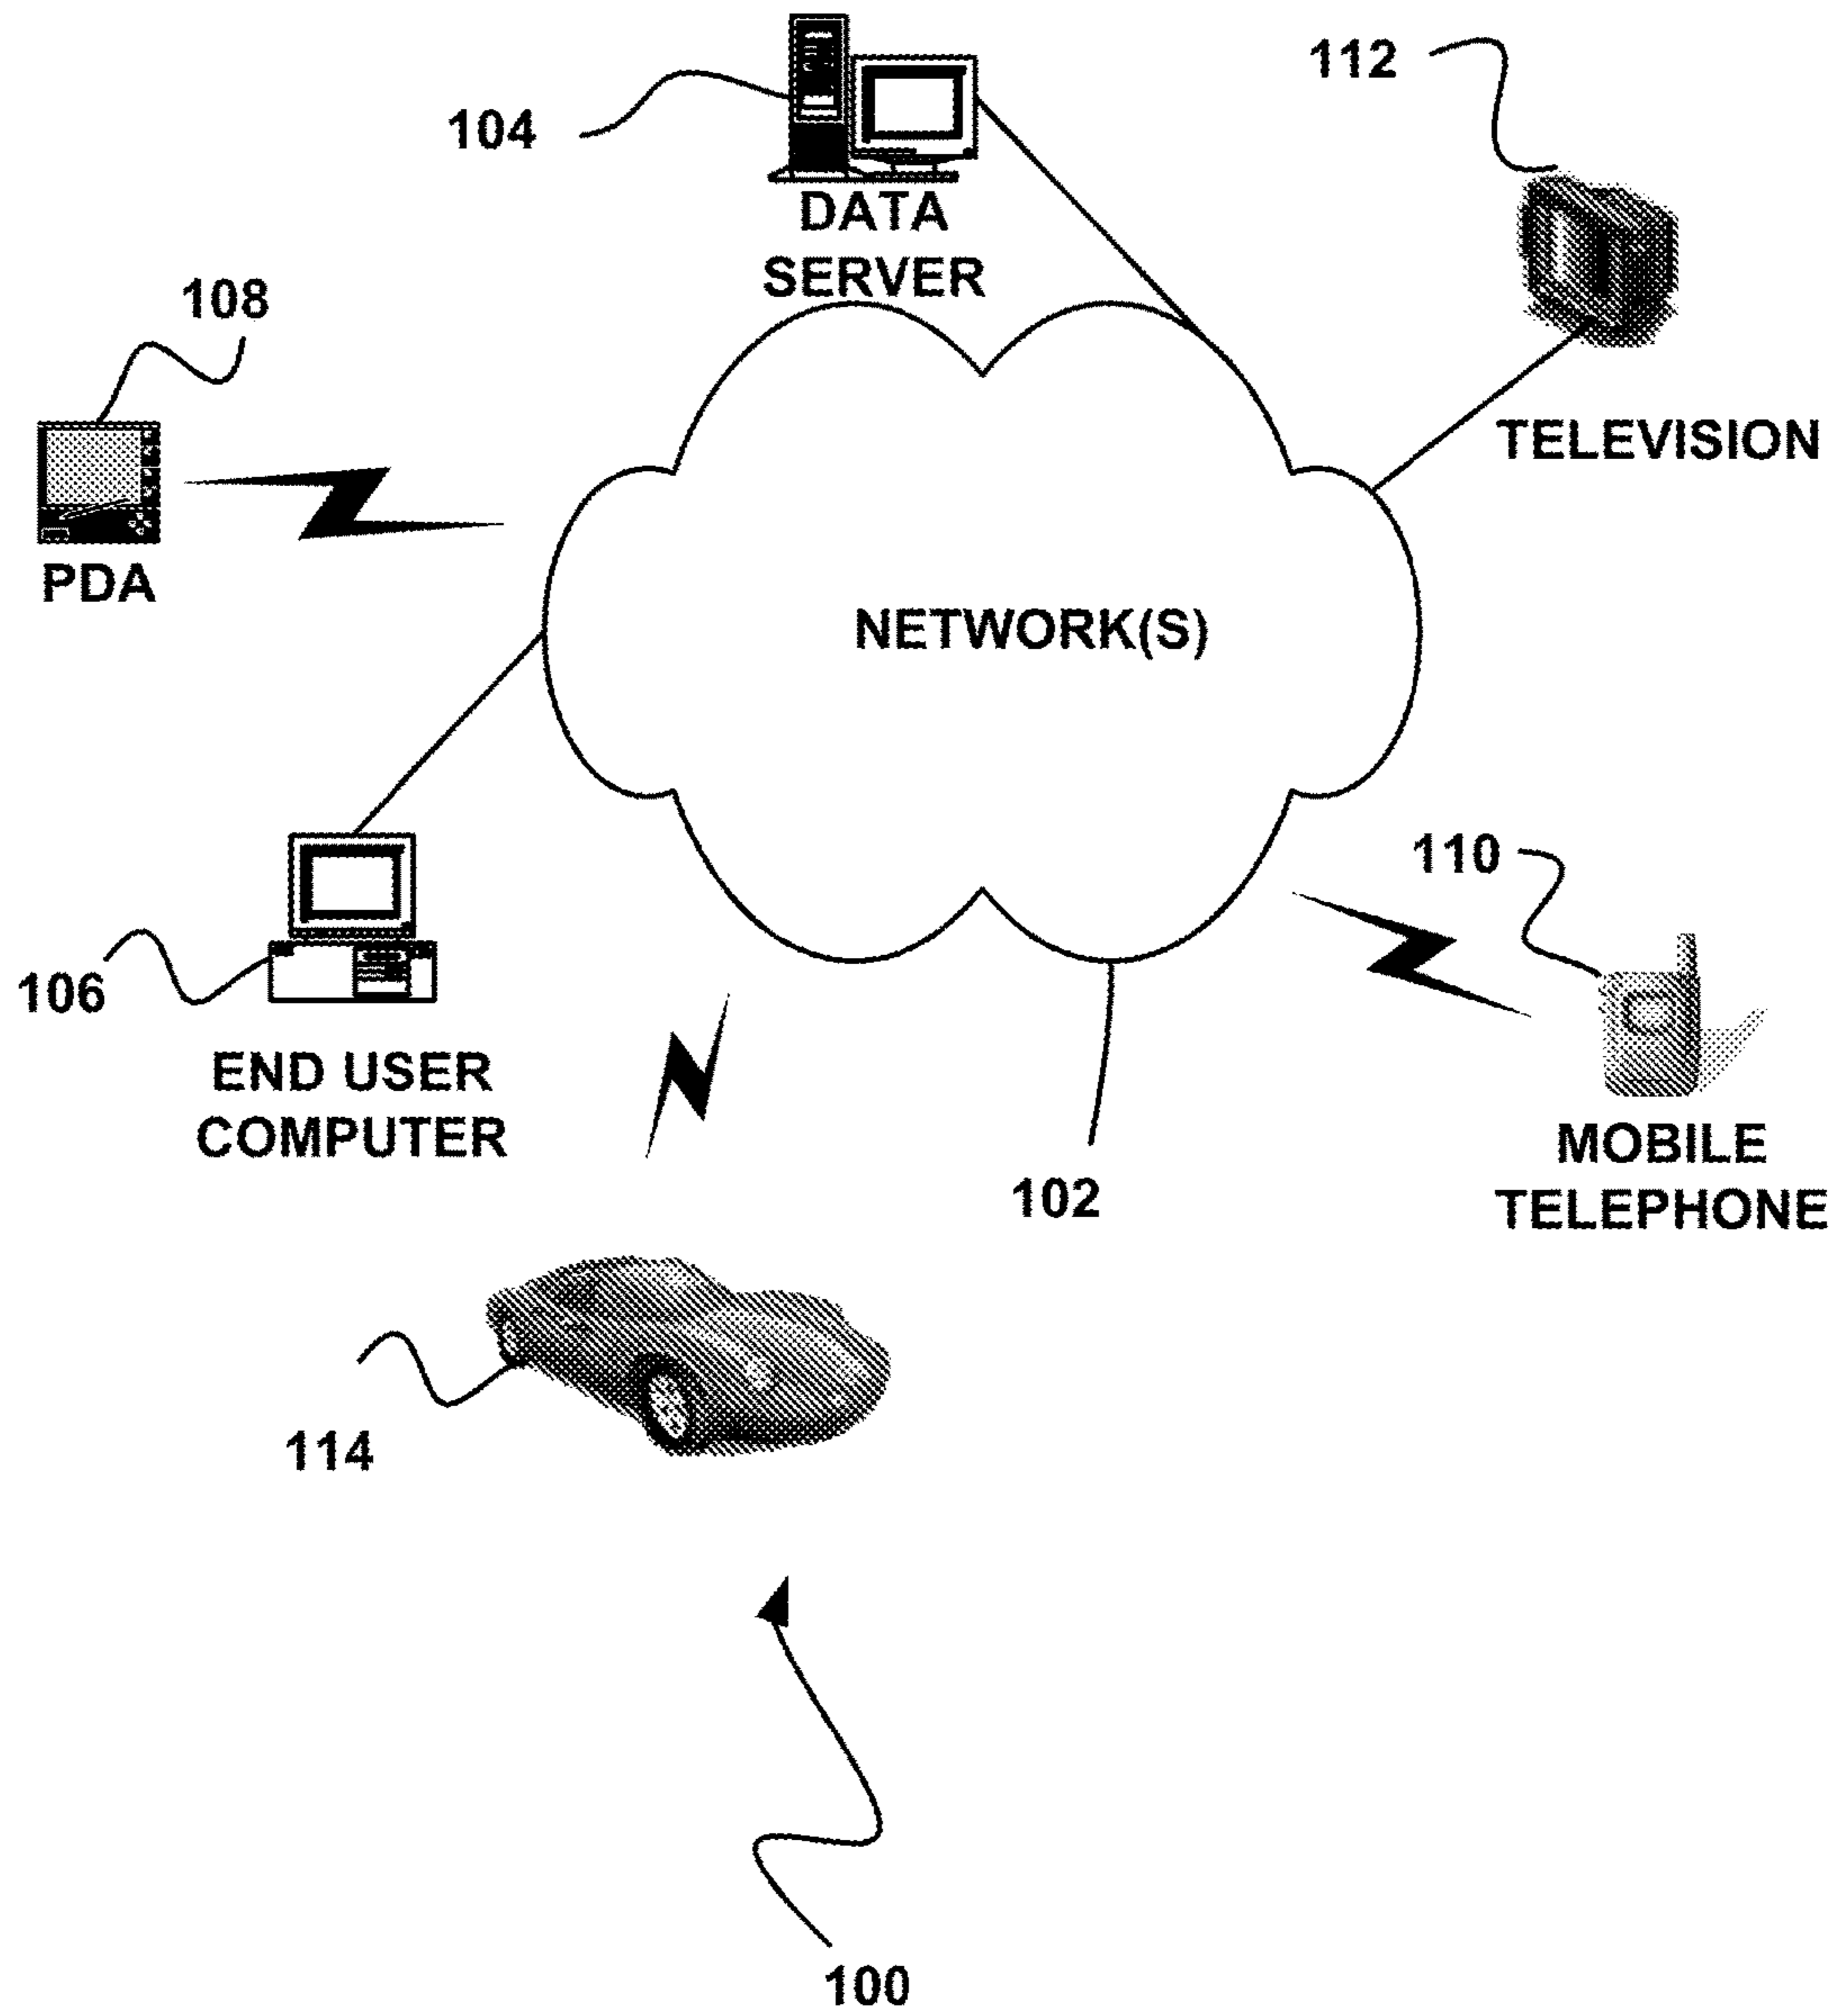 112
104
DATA
SERVER
108
TELEVISION
PDA
NETWORK(S)
110
106
END USER
COMPUTER
MOBILE
TELEPHONE
102
114
100